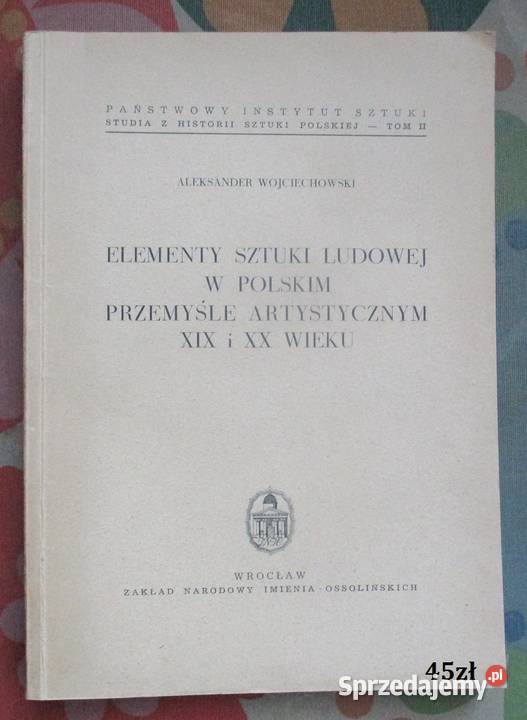 PAŃSTWOWY INSTYTUT SZTUKI
STUDIA Z HISTORII SZTUKI POLSKIEJ — TOM II
ALEKSANDER WOJCIECHOWSKI
ELEMENTY SZTUKI LUDOWEJ
W POLSKIM
PRZEMYŚLE ARTYSTYCZNYM
XIX i XX WIEKU
WROCŁAW
ZAKŁAD NARODOWY IMIENIA OSSOLIŃSKICH
45zł
Sprzedajemy.pl